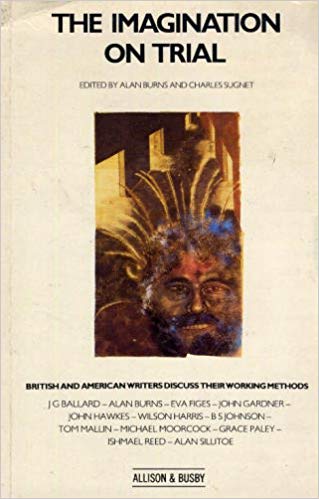 THE IMAGINATION
ON TRIAL
EDITED BY ALAN BURNS AND CHARLES SUGNET
BRITISH AND AMERICAN WRITERS DISCUSS THEIR WORKING METHODS
J G BALLARD – ALAN BURNS – EVA FIGES – JOHN GARDNER –
JOHN HAWKES – WILSON HARRIS – B S JOHNSON –
TOM MALLIN – MICHAEL MOORCOCK – GRACE PALEY –
ISHMAEL REED – ALAN SILLITOE
ALLISON & BUSBY